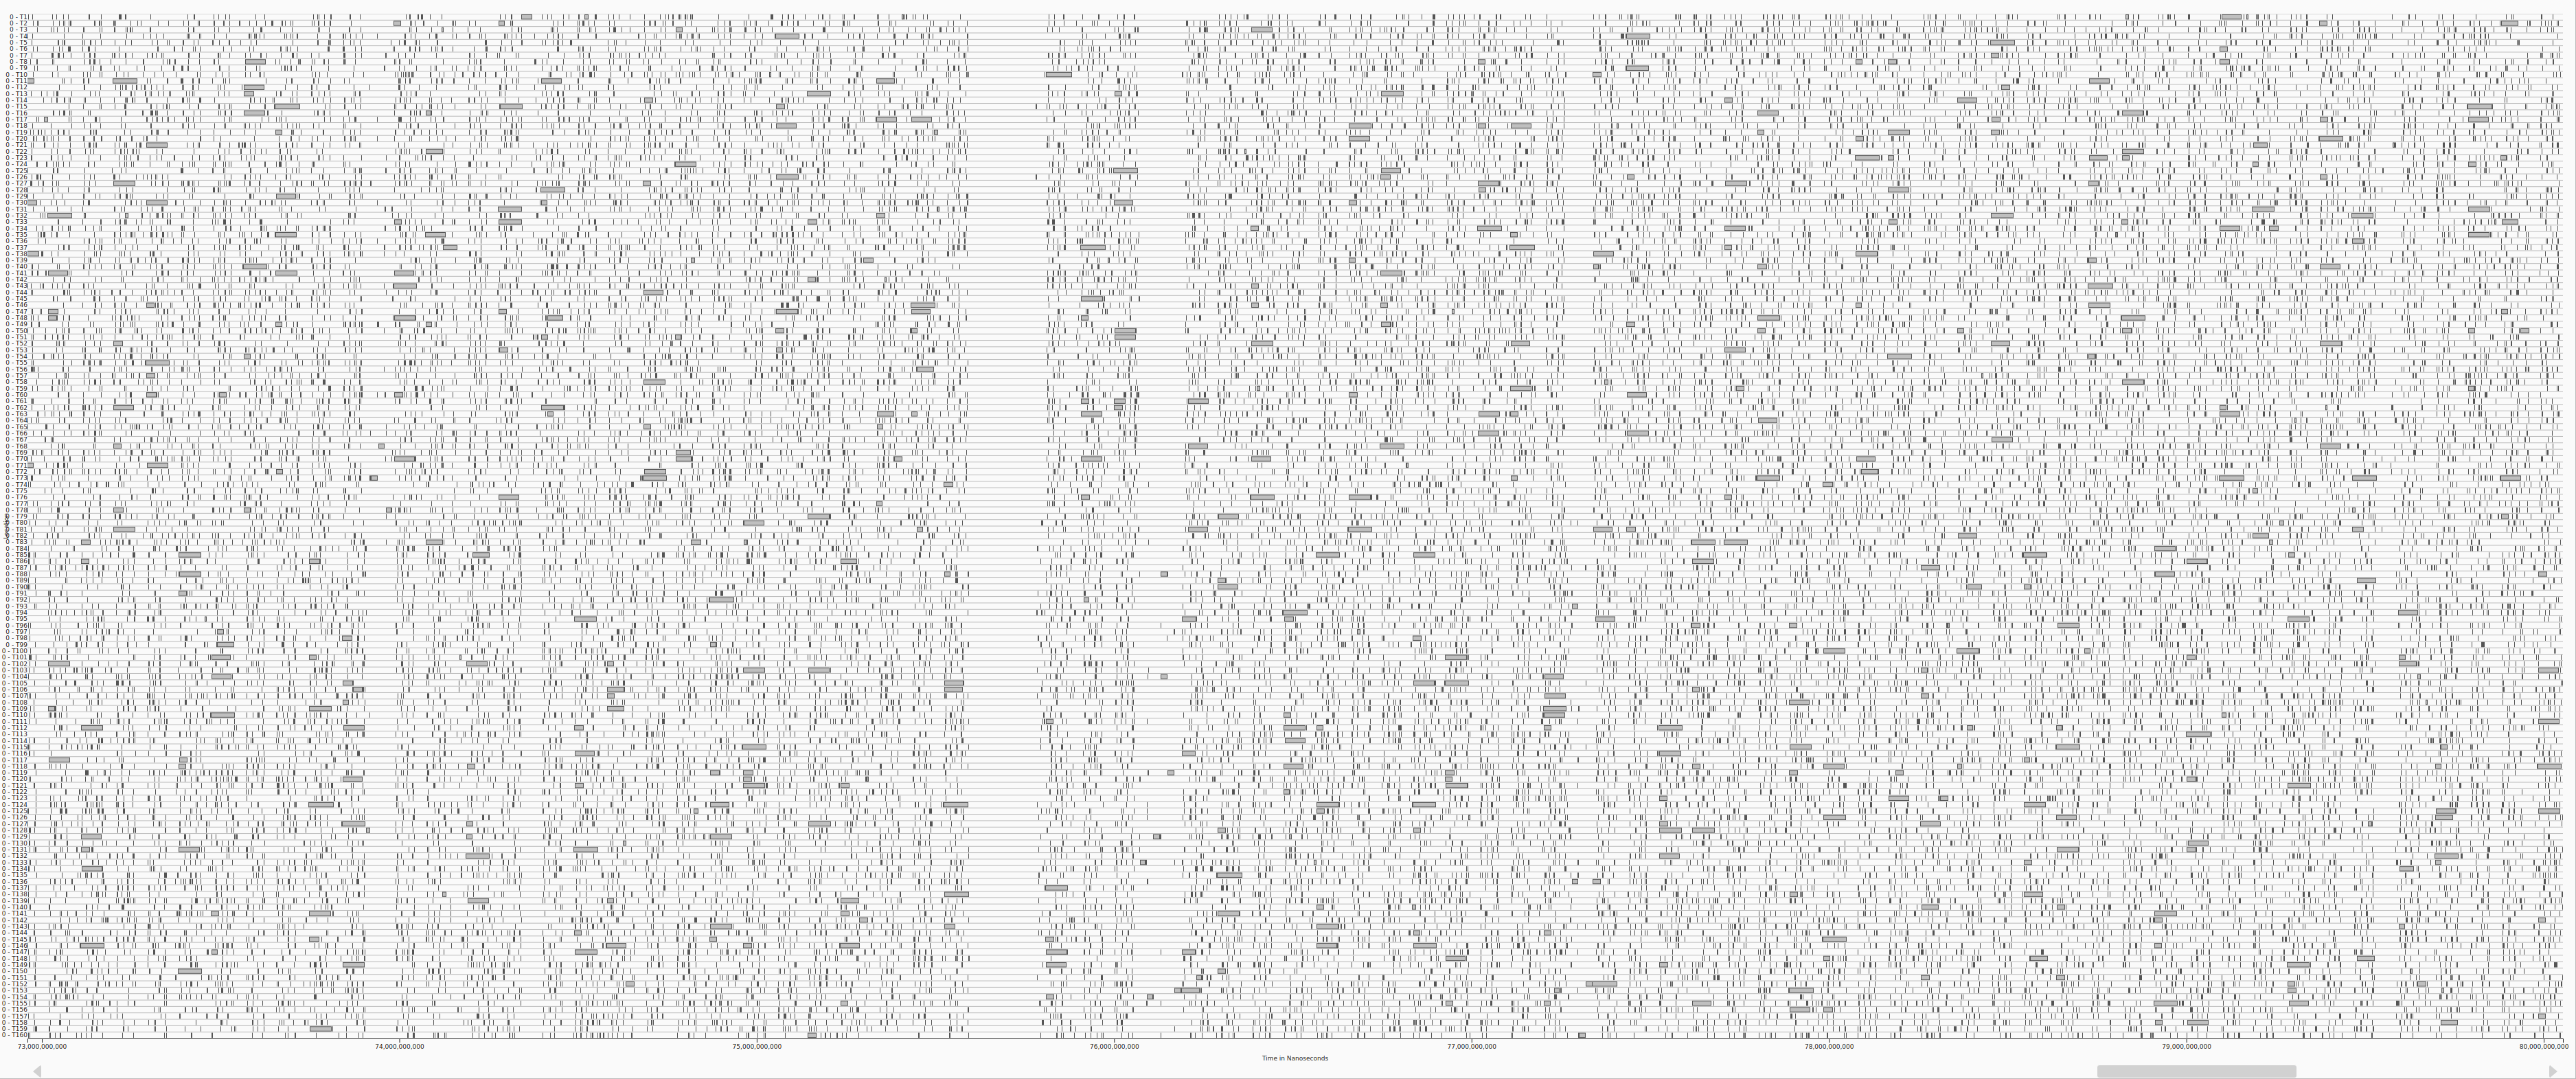 0 - T1
0 - T2
0 - T3
0 - T4
0 - T5
0 - T6
0 - T7
0 - T8
0 - T9
0 - T10
0 - T11
0 - T12
0 - T13
0 - T14
0 - T15
0 - T16
0 - T17
0 - T18
0 - T19
0 - T20
0 - T21
0 - T22
0 - T23
0 - T24
0 - T25
0 - T26
0 - T27
0 - T28
0 - T29
0 - T30
0 - T31
0 - T32
0 - T33
0 - T34
0 - T35
0 - T36
0 - T37
0 - T38
0 - T39
0 - T40
0 - T41
0 - T42
0 - T43
0 - T44
0 - T45
0 - T46
0 - T47
0 - T48
0 - T49
0 - T50
0 - T51
0 - T52
0 - T53
0 - T54
0 - T55
0 - T56
0 - T57
0 - T58
0 - T59
0 - T60
0 - T61
0 - T62
0 - T63
0 - T64
0 - T65
0 - T66
0 - T67
0 - T68
0 - T69
0 - T70
0 - T71
0 - T72
0 - T73
0 - T74
0 - T75
0 - T76
0 - T77
0 - T78
0 - T79
0 - T80
0 - T81
0 - T82
0 - T83
0 - T84
0 - T85
0 - T86
0 - T87
0 - T88
0 - T89
0 - T90
0 - T91
0 - T92
0 - T93
0 - T94
0 - T95
0 - T96
0 - T97
0 - T98
0 - T99
0 - T100
0 - T101
0 - T102
0 - T103
0 - T104
0 - T105
0 - T106
0 - T107
0 - T108
0 - T109
0 - T110
0 - T111
0 - T112
0 - T113
0 - T114
0 - T115
0 - T116
0 - T117
0 - T118
0 - T119
0 - T120
0 - T121
0 - T122
0 - T123
0 - T124
0 - T125
0 - T126
0 - T127
0 - T128
0 - T129
0 - T130
0 - T131
0 - T132
0 - T133
0 - T134
0 - T135
0 - T136
0 - T137
0 - T138
0 - T139
0 - T140
0 - T141
0 - T142
0 - T143
0 - T144
0 - T145
0 - T146
0 - T147
0 - T148
0 - T149
0 - T150
0 - T151
0 - T152
0 - T153
0 - T154
0 - T155
0 - T156
0 - T157
0 - T158
0 - T159
0 - T160
73,000,000,000 74,000,000,000 75,000,000,000 76,000,000,000 77,000,000,000 78,000,000,000 79,000,000,000 80,000,000,000
Time in Nanoseconds